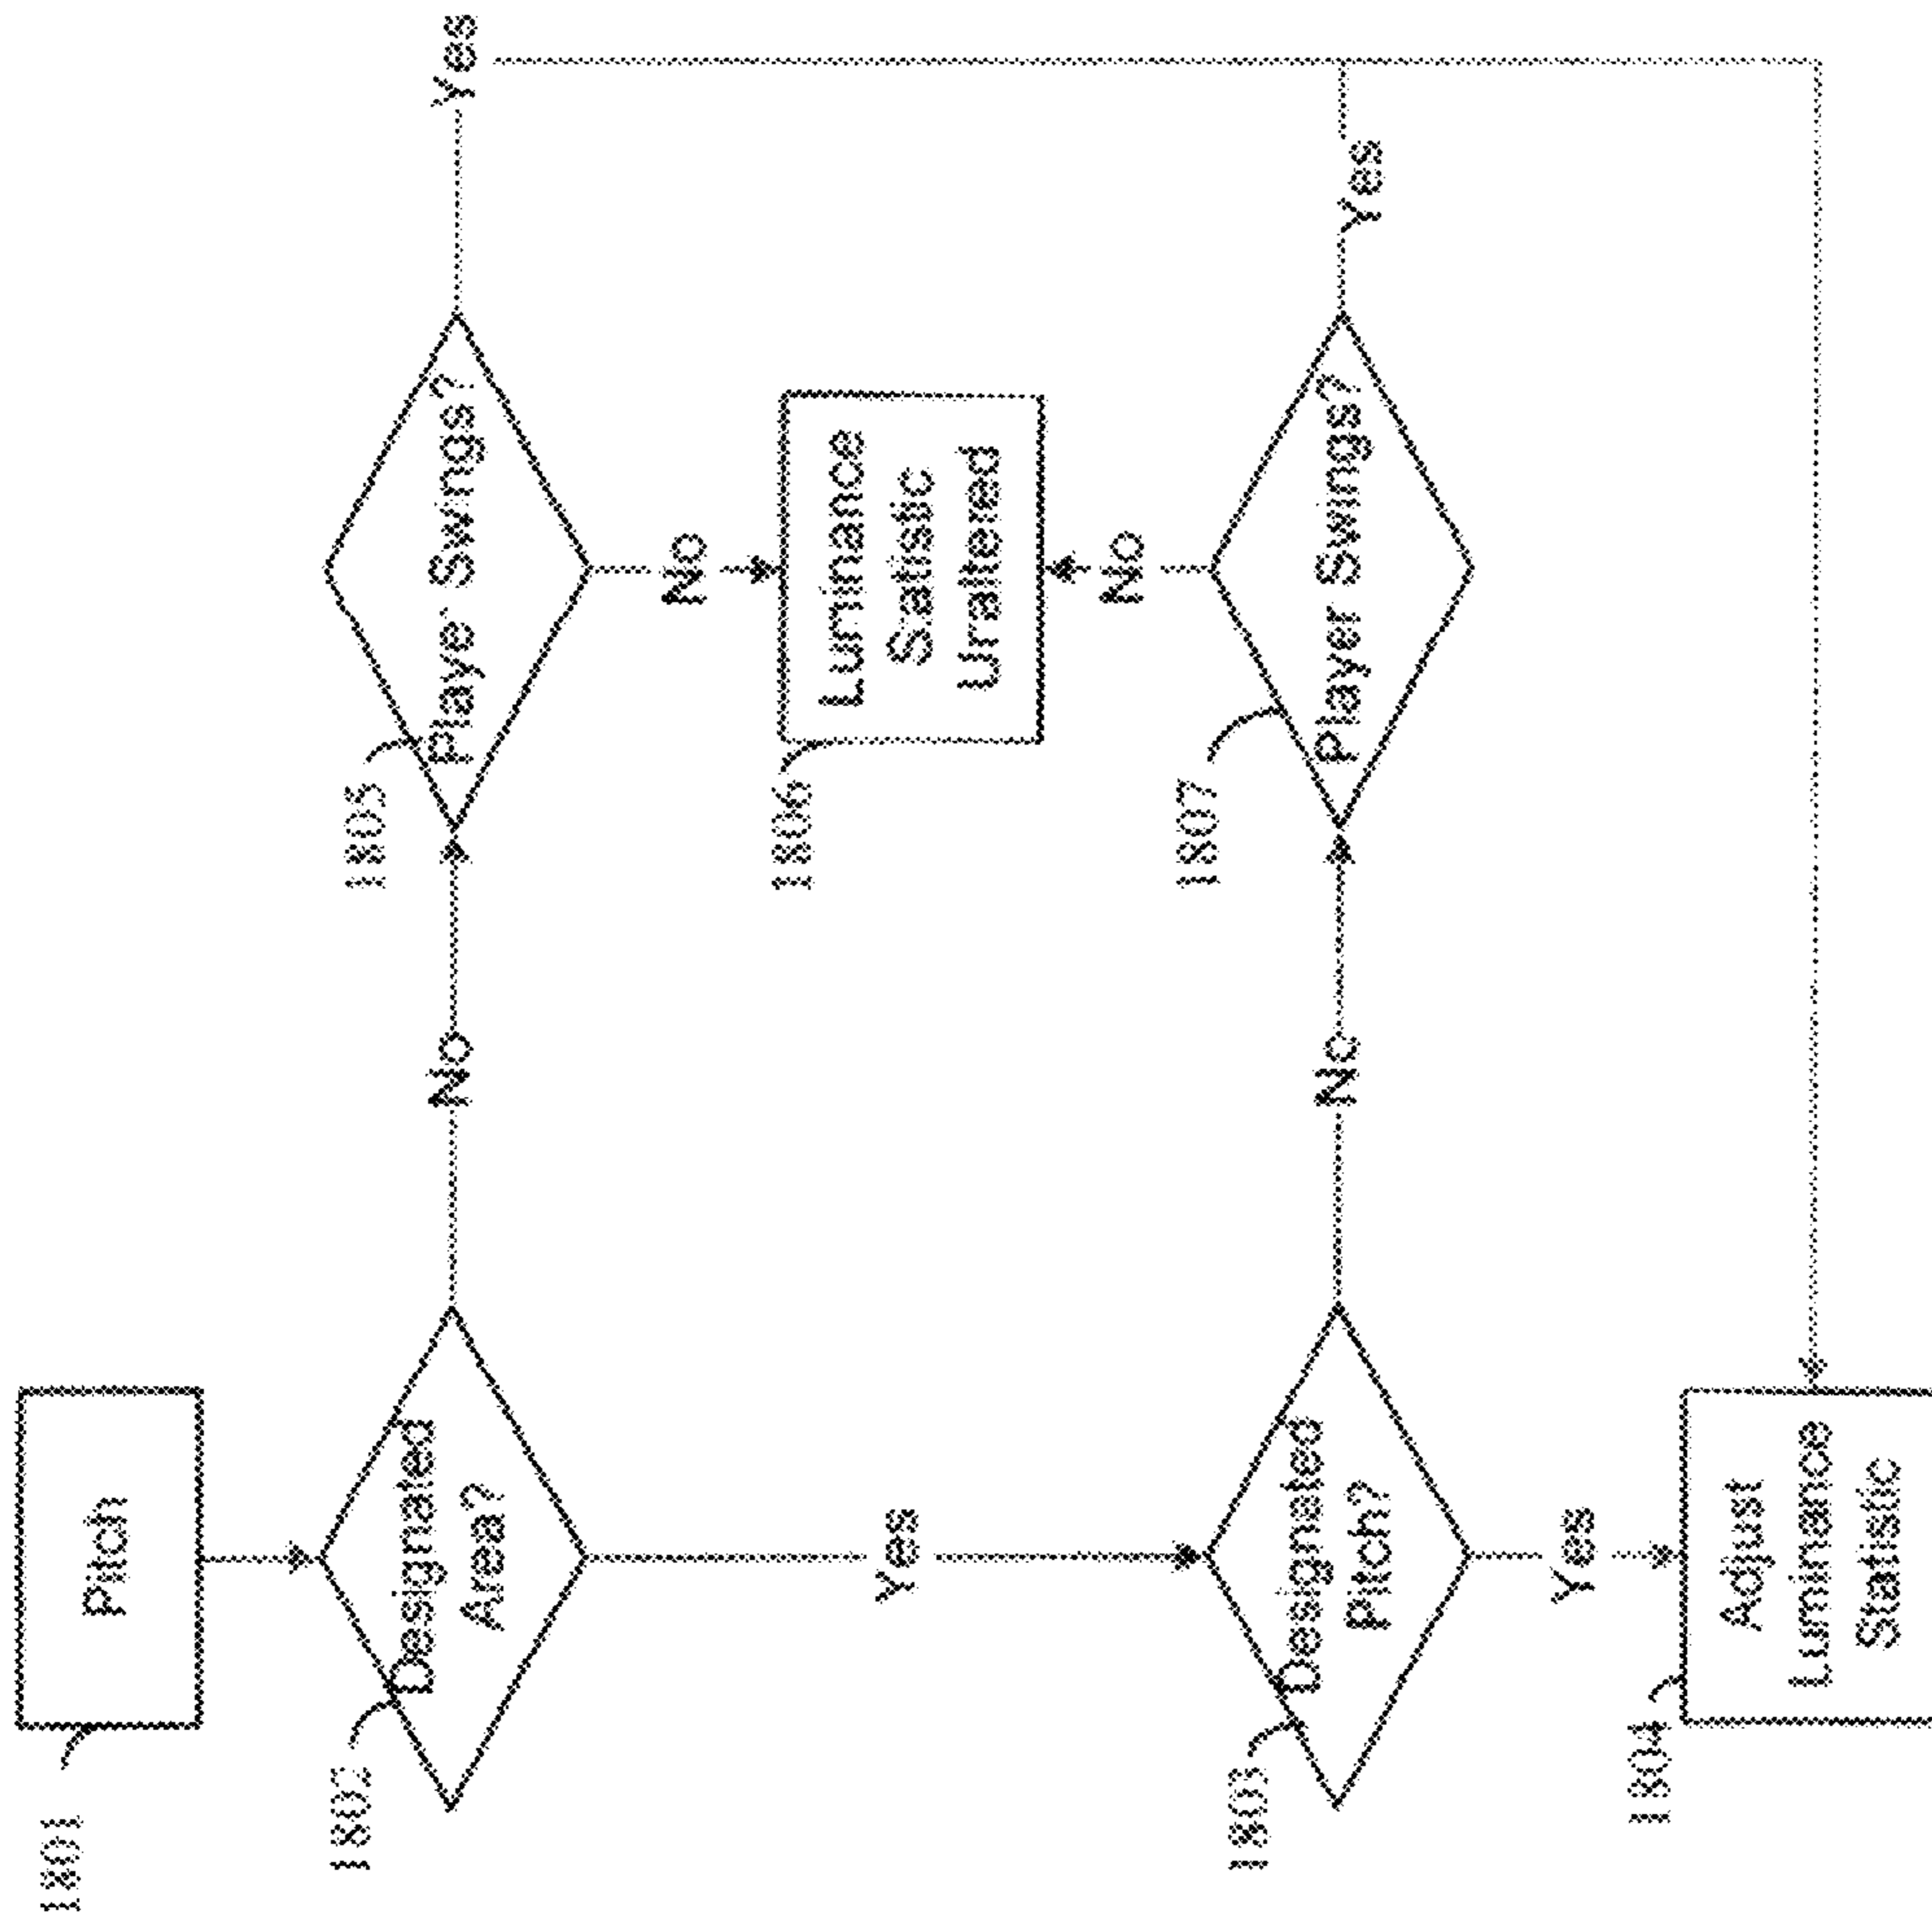 1801
Pitch
1802
Designated
Area?
No
1805
Player Swings?
Yes
No
1806
Luminance
Statistic
Unaltered
Yes
No
1803
Designated
Pitch?
No
1807
Player Swings?
Yes
Yes
1804
Adjust
Luminance
Statistic